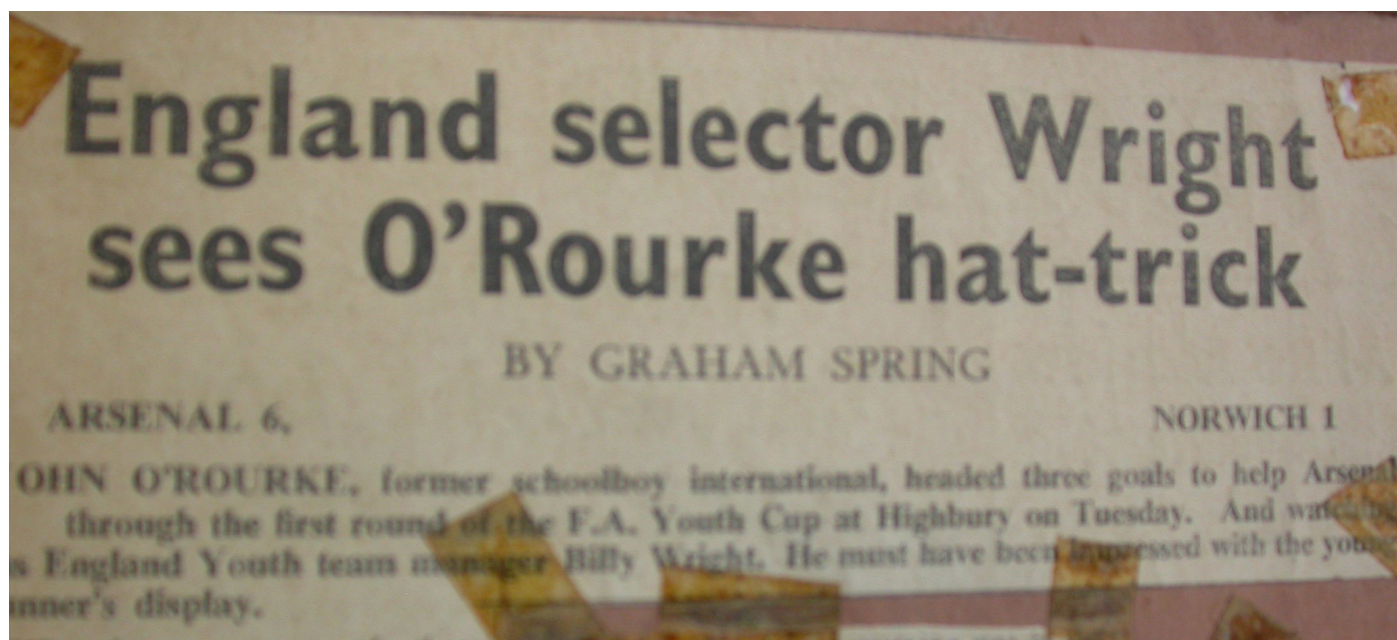 England selector Wright
sees O'Rourke hat-trick
BY GRAHAM SPRING
ARSENAL 6, NORWICH 1
OHN O'ROURKE, former schoolboy international, headed three goals to help Arsenal
through the first round of the F.A. Youth Cup at Highbury on Tuesday. And watching
s England Youth team manager Billy Wright. He must have been impressed with the young
nner's display.